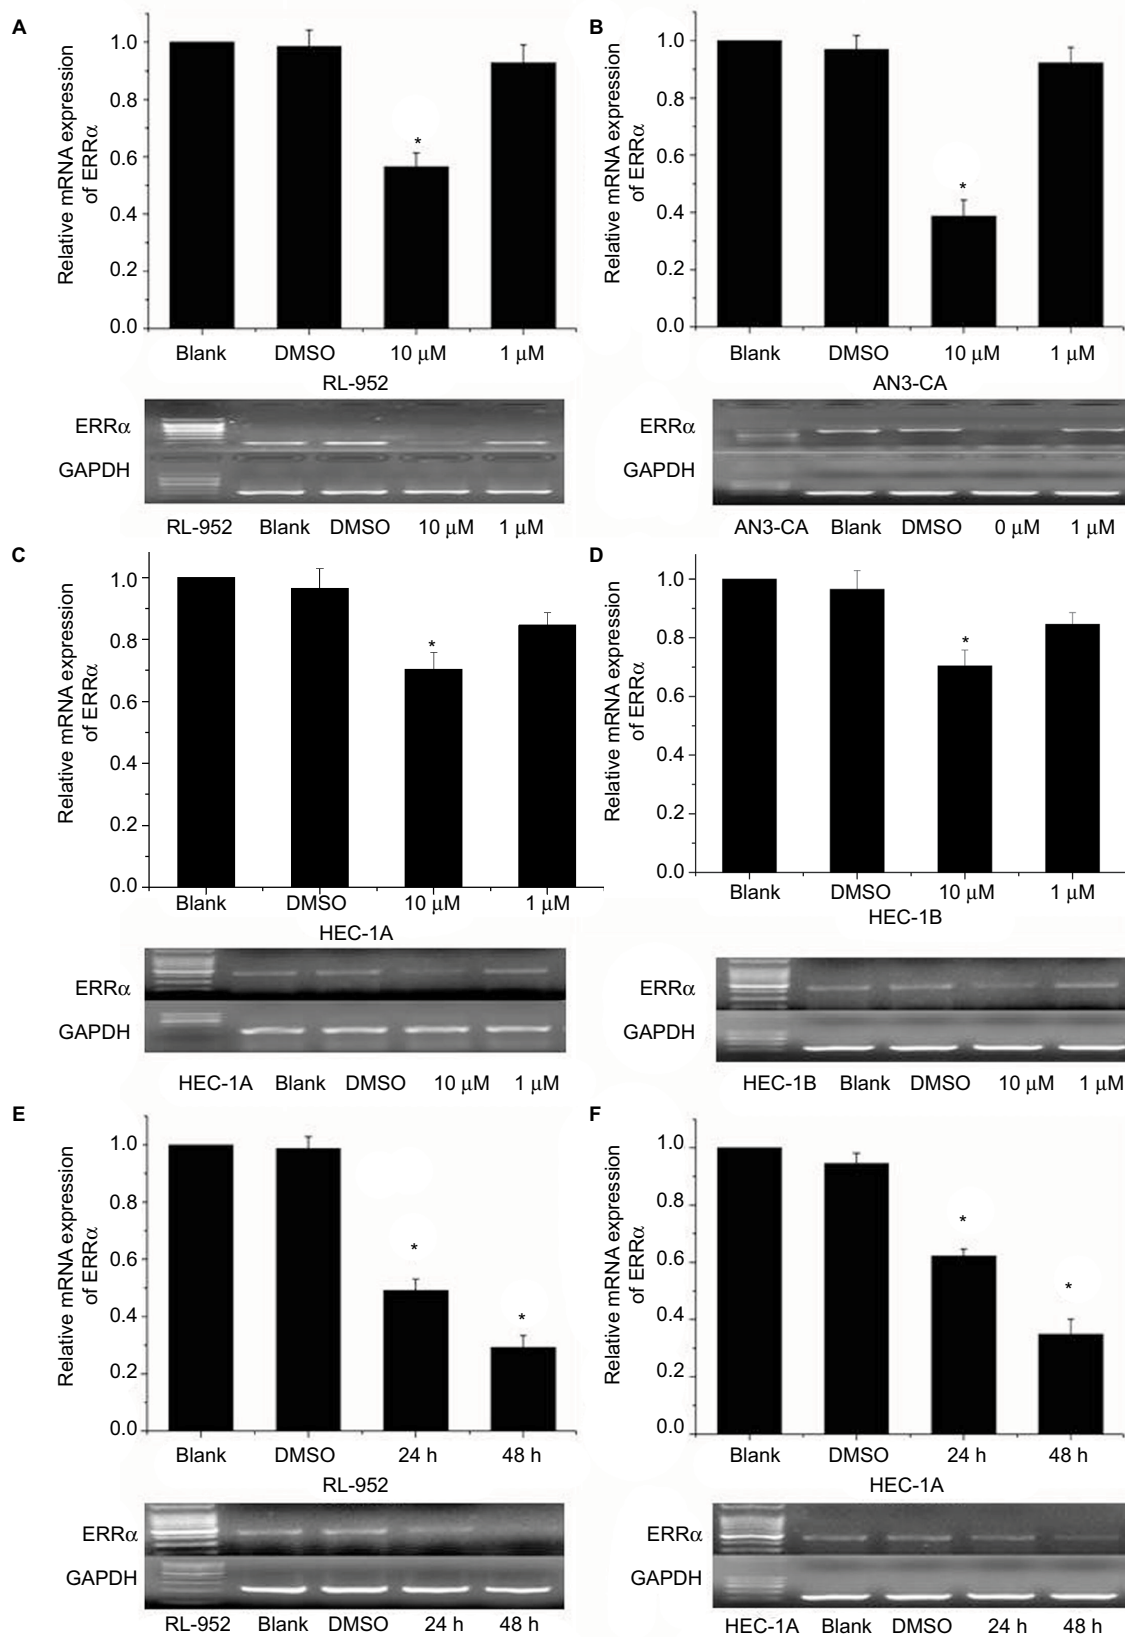 A
Relative mRNA expression
of ERRα
1.0
0.8
0.6
0.4
0.2
0.0
*
Blank DMSO 10 μM 1 μM
RL-952
ERRα
GAPDH
RL-952 Blank DMSO 10 μM 1 μM
B
Relative mRNA expression
of ERRα
1.0
0.8
0.6
0.4
0.2
0.0
*
Blank DMSO 10 μM 1 μM
AN3-CA
ERRα
GAPDH
AN3-CA Blank DMSO 0 μM 1 μM
C
Relative mRNA expression
of ERRα
1.0
0.8
0.6
0.4
0.2
0.0
*
Blank DMSO 10 μM 1 μM
HEC-1A
ERRα
GAPDH
HEC-1A Blank DMSO 10 μM 1 μM
D
Relative mRNA expression
of ERRα
1.0
0.8
0.6
0.4
0.2
0.0
*
Blank DMSO 10 μM 1 μM
HEC-1B
ERRα
GAPDH
HEC-1B Blank DMSO 10 μM 1 μM
E
Relative mRNA expression
of ERRα
1.0
0.8
0.6
0.4
0.2
0.0
*
*
Blank DMSO 24 h 48 h
RL-952
ERRα
GAPDH
RL-952 Blank DMSO 24 h 48 h
F
Relative mRNA expression
of ERRα
1.0
0.8
0.6
0.4
0.2
0.0
*
*
Blank DMSO 24 h 48 h
HEC-1A
ERRα
GAPDH
HEC-1A Blank DMSO 24 h 48 h